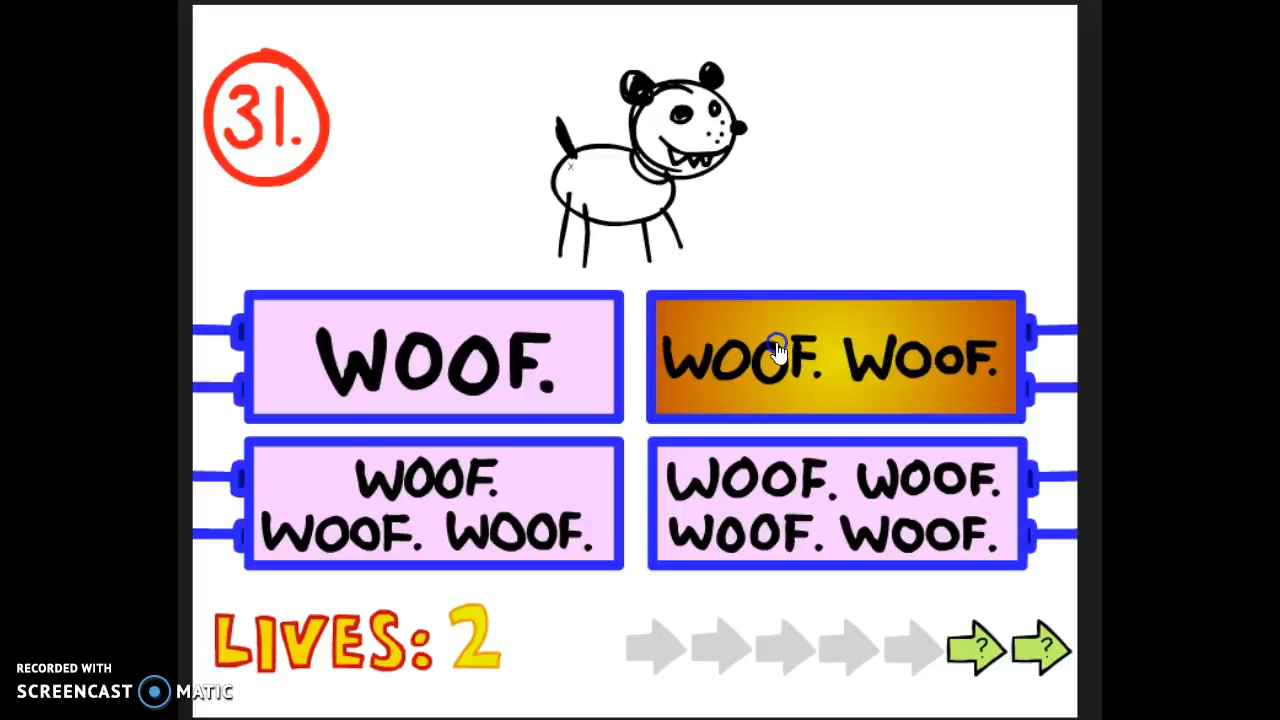 31.
WOOF.
WOOF. WOOF.
WOOF.
WOOF. WOOF.
WOOF. WOOF.
WOOF. WOOF.
LIVES: 2
? ?
RECORDED WITH
SCREENCAST MATIC